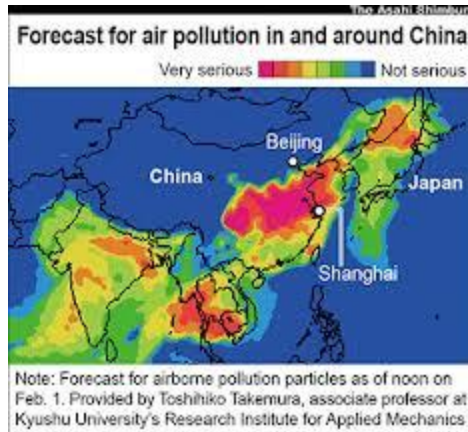 The Asahi Shimbun
Forecast for air pollution in and around China
Very serious Not serious
Beijing
China
Japan
Shanghai
Note: Forecast for airborne pollution particles as of noon on
Feb. 1. Provided by Toshihiko Takemura, associate professor at
Kyushu University's Research Institute for Applied Mechanics